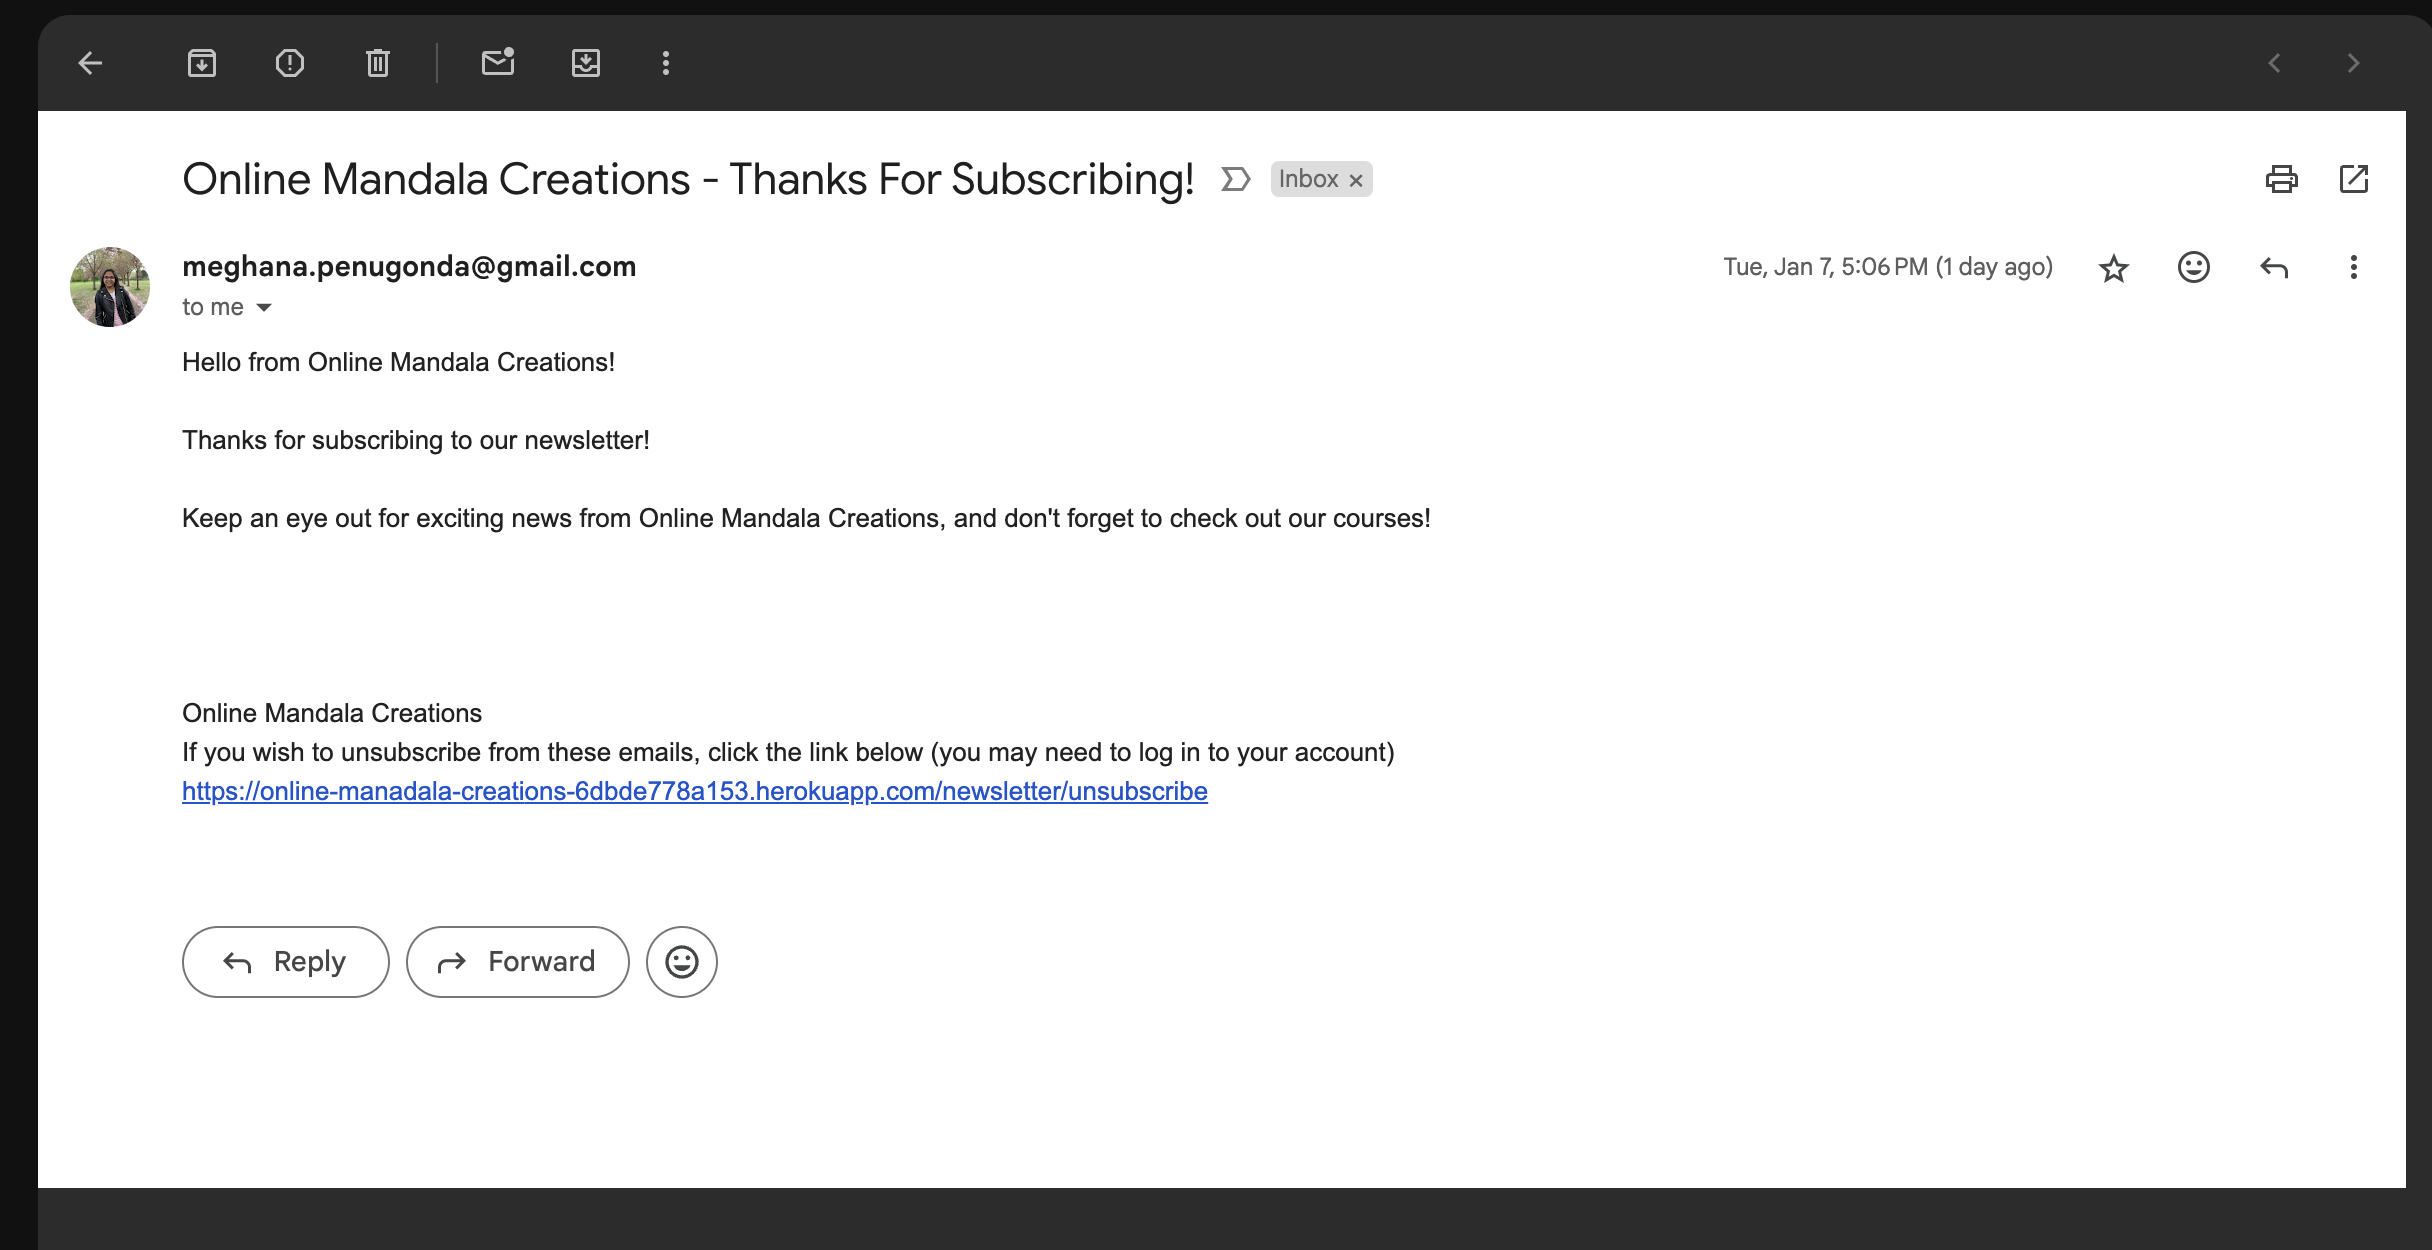 Online Mandala Creations - Thanks For Subscribing!
Inbox ×
meghana.penugonda@gmail.com
Tue, Jan 7, 5:06 PM (1 day ago)
to me
Hello from Online Mandala Creations!
Thanks for subscribing to our newsletter!
Keep an eye out for exciting news from Online Mandala Creations, and don't forget to check out our courses!
Online Mandala Creations
If you wish to unsubscribe from these emails, click the link below (you may need to log in to your account)
https://online-manadala-creations-6dbde778a153.herokuapp.com/newsletter/unsubscribe
Reply
Forward